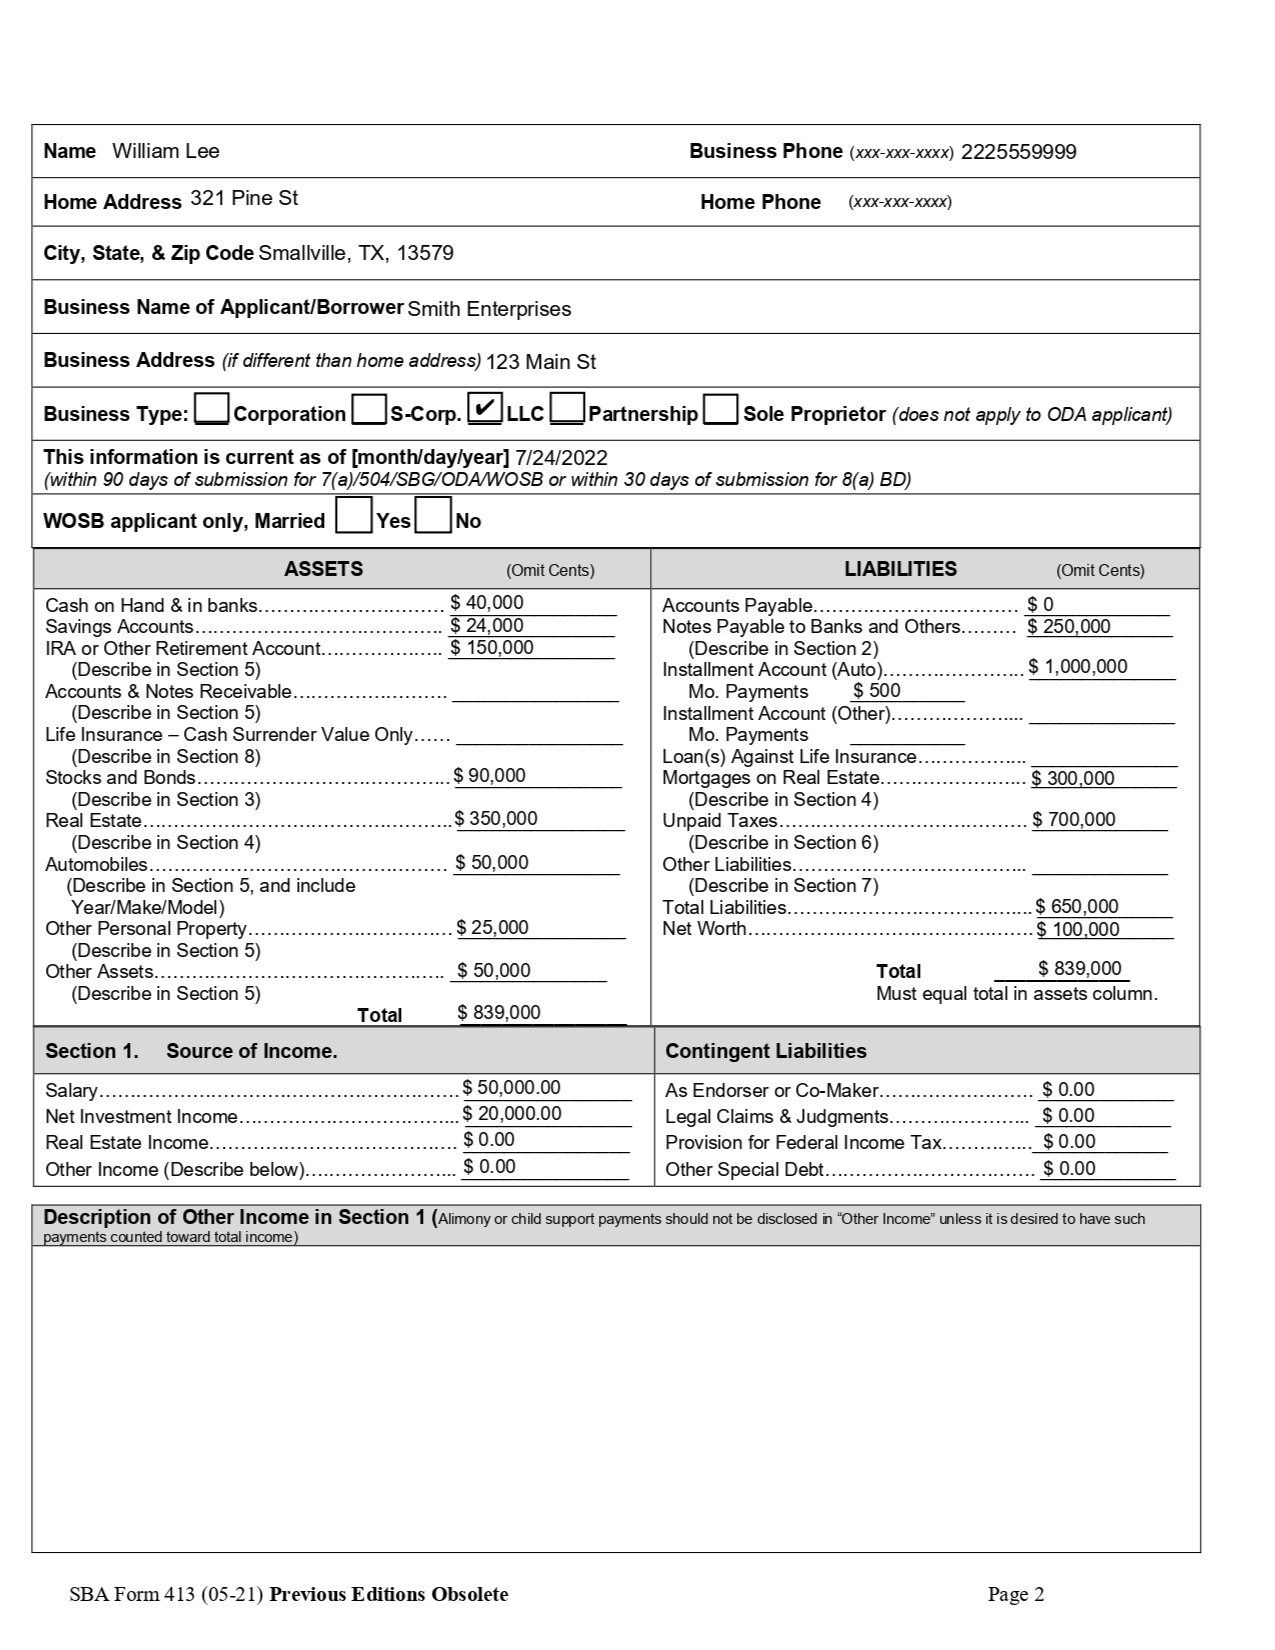 Name William Lee Business Phone (xxx-xxx-xxxx) 2225559999
Home Address 321 Pine St Home Phone (xxx-xxx-xxxx)
City, State, & Zip Code Smallville, TX, 13579
Business Name of Applicant/Borrower Smith Enterprises
Business Address (if different than home address) 123 Main St
Business Type: Corporation S-Corp. ✔ LLC Partnership Sole Proprietor (does not apply to ODA applicant)
This information is current as of [month/day/year] 7/24/2022
(within 90 days of submission for 7(a)/504/SBG/ODA/WOSB or within 30 days of submission for 8(a) BD)
WOSB applicant only, Married Yes No
ASSETS (Omit Cents)
Cash on Hand & in banks………………………… $ 40,000
Savings Accounts…………………………………. $ 24,000
IRA or Other Retirement Account……………….. $ 150,000
(Describe in Section 5)
Accounts & Notes Receivable…………………….
(Describe in Section 5)
Life Insurance – Cash Surrender Value Only……
(Describe in Section 8)
Stocks and Bonds………………………………….. $ 90,000
(Describe in Section 3)
Real Estate…………………………………………. $ 350,000
(Describe in Section 4)
Automobiles………………………………………… $ 50,000
(Describe in Section 5, and include
Year/Make/Model)
Other Personal Property…………………………… $ 25,000
(Describe in Section 5)
Other Assets………………………………………. $ 50,000
(Describe in Section 5)
Total $ 839,000
LIABILITIES (Omit Cents)
Accounts Payable…………………………… $ 0
Notes Payable to Banks and Others……… $ 250,000
(Describe in Section 2)
Installment Account (Auto)………………….. $ 1,000,000
Mo. Payments $ 500
Installment Account (Other)………………....
Mo. Payments
Loan(s) Against Life Insurance……………..
Mortgages on Real Estate………………….. $ 300,000
(Describe in Section 4)
Unpaid Taxes…………………………………. $ 700,000
(Describe in Section 6)
Other Liabilities………………………………..
(Describe in Section 7)
Total Liabilities………………………………... $ 650,000
Net Worth……………………………………… $ 100,000
Total $ 839,000
Must equal total in assets column.
Section 1. Source of Income.
Salary………………………………………………… $ 50,000.00
Net Investment Income…………………………….. $ 20,000.00
Real Estate Income………………………………… $ 0.00
Other Income (Describe below)…………………... $ 0.00
Contingent Liabilities
As Endorser or Co-Maker……………………. $ 0.00
Legal Claims & Judgments………………….. $ 0.00
Provision for Federal Income Tax………….. $ 0.00
Other Special Debt……………………………. $ 0.00
Description of Other Income in Section 1 (Alimony or child support payments should not be disclosed in “Other Income” unless it is desired to have such
payments counted toward total income)
SBA Form 413 (05-21) Previous Editions Obsolete Page 2